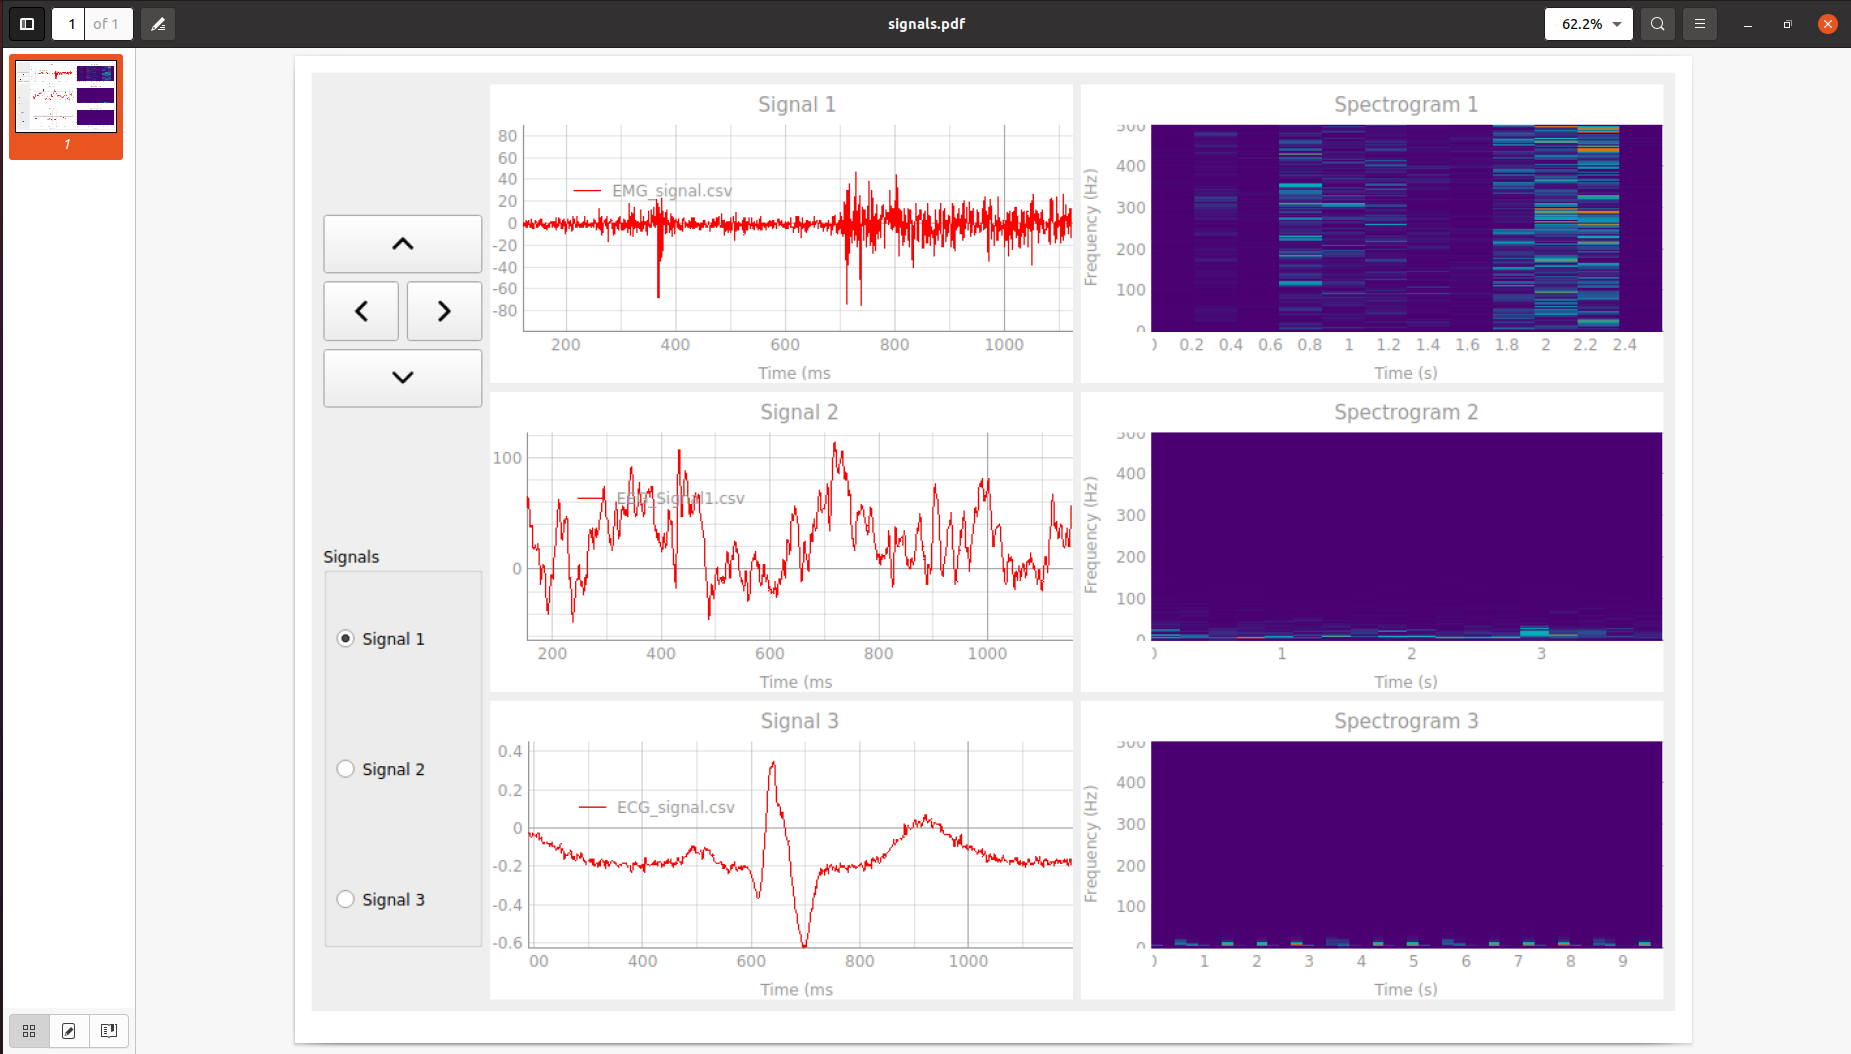 1 of 1
signals.pdf
62.2%
1
Signals
Signal 1
Signal 2
Signal 3
Signal 1
80
60
40
20
0
-20
-40
-60
-80
EMG_signal.csv
200 400 600 800 1000
Time (ms
Spectrogram 1
Frequency (Hz)
500
400
300
200
100
0
0 0.2 0.4 0.6 0.8 1 1.2 1.4 1.6 1.8 2 2.2 2.4
Time (s)
Signal 2
100
0
EEG_Signal1.csv
200 400 600 800 1000
Time (ms
Spectrogram 2
Frequency (Hz)
500
400
300
200
100
0
0 1 2 3
Time (s)
Signal 3
0.4
0.2
0
-0.2
-0.4
-0.6
ECG_signal.csv
00 400 600 800 1000
Time (ms
Spectrogram 3
Frequency (Hz)
500
400
300
200
100
0
0 1 2 3 4 5 6 7 8 9
Time (s)